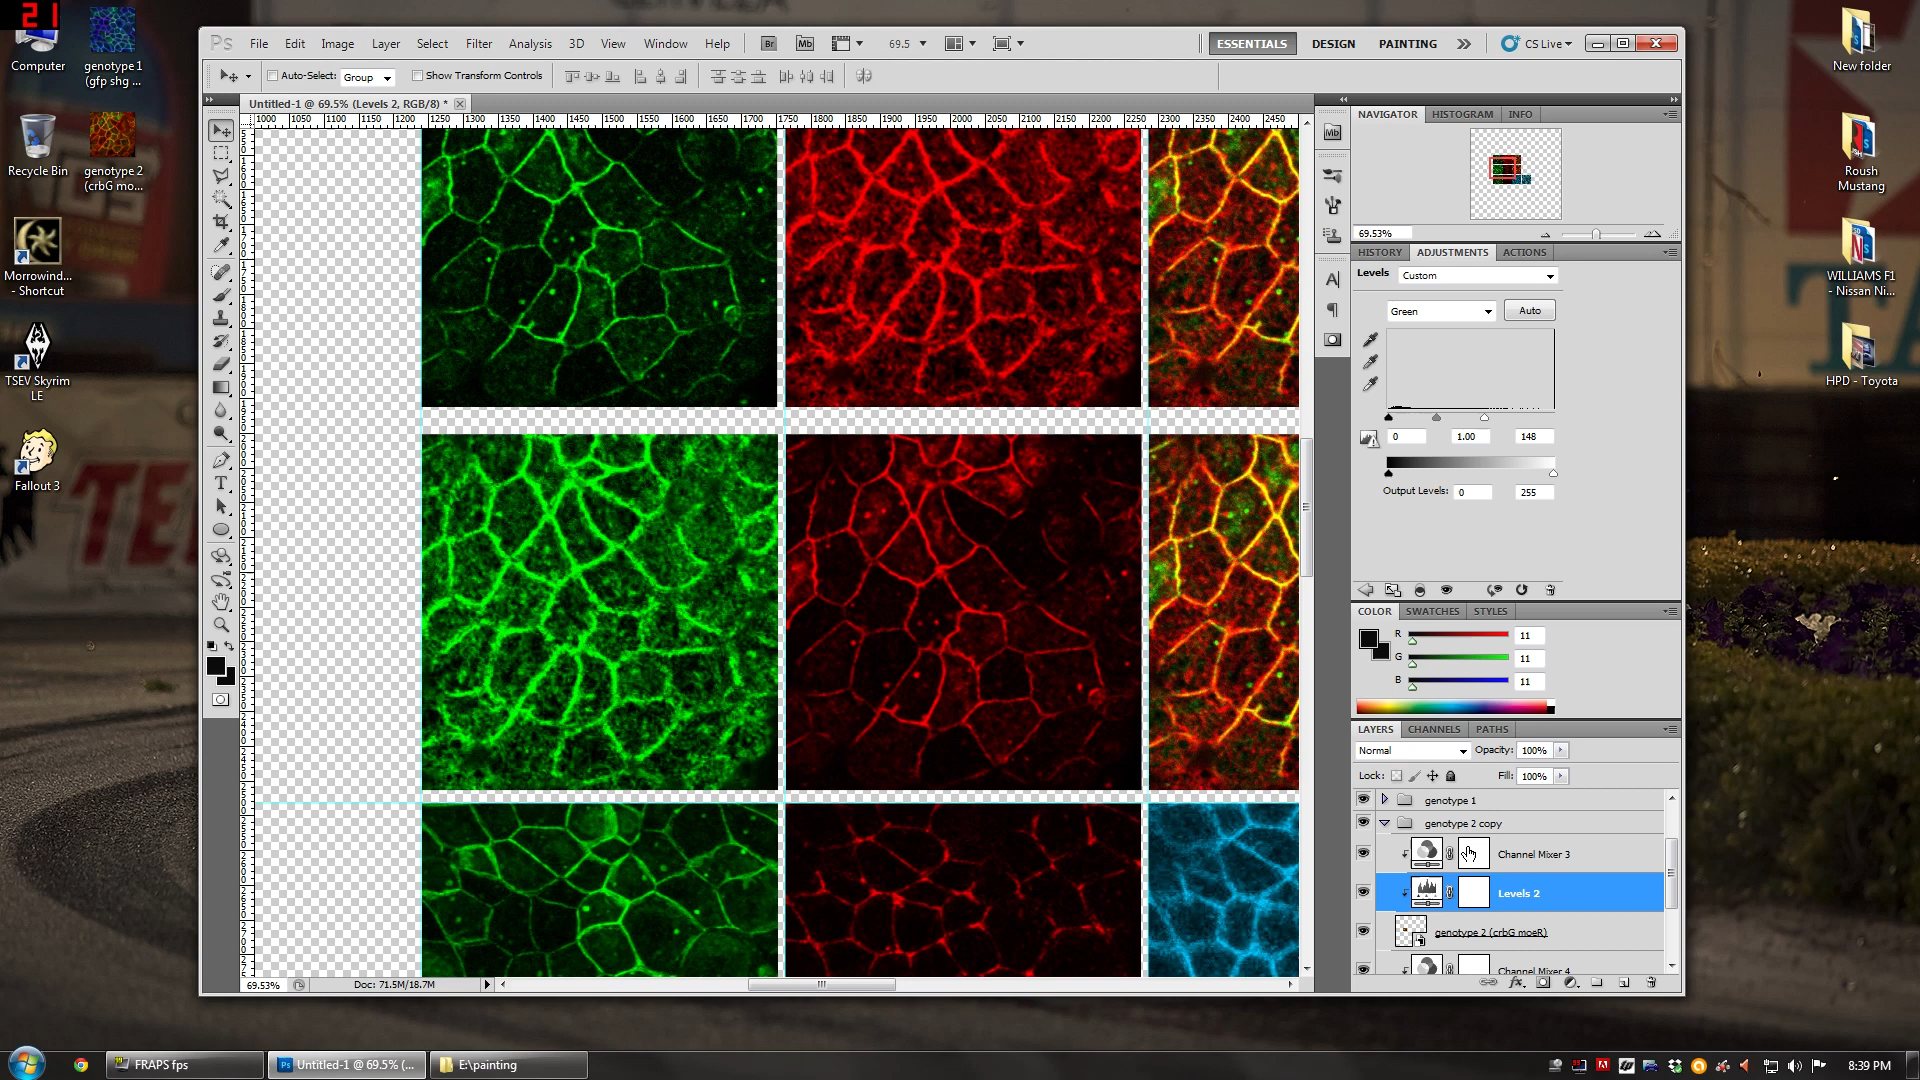 21
Computer
genotype 1
(gfp shg ...
Recycle Bin
genotype 2
(crbG mo...
Morrowind...
- Shortcut
TSEV Skyrim
LE
Fallout 3
New folder
Roush
Mustang
WILLIAMS F1
- Nissan Ni...
HPD - Toyota
Ps File Edit Image Layer Select Filter Analysis 3D View Window Help Br Mb 69.5
ESSENTIALS DESIGN PAINTING CS Live
Auto-Select: Group Show Transform Controls
Untitled-1 @ 69.5% (Levels 2, RGB/8) *
1000 1050 1100 1150 1200 1250 1300 1350 1400 1450 1500 1550 1600 1650 1700 1750 1800 1850 1900 1950 2000 2050 2100 2150 2200 2250 2300 2350 2400 2450
69.53% Doc: 71.5M/18.7M
Mb
NAVIGATOR HISTOGRAM INFO
69.53%
HISTORY ADJUSTMENTS ACTIONS
Levels Custom
Green Auto
0 1.00 148
Output Levels: 0 255
COLOR SWATCHES STYLES
R 11
G 11
B 11
LAYERS CHANNELS PATHS
Normal Opacity: 100%
Lock: Fill: 100%
genotype 1
genotype 2 copy
Channel Mixer 3
Levels 2
genotype 2 (crbG moeR)
Channel Mixer 4
FRAPS fps
Ps Untitled-1 @ 69.5% (...
E:\painting
8:39 PM